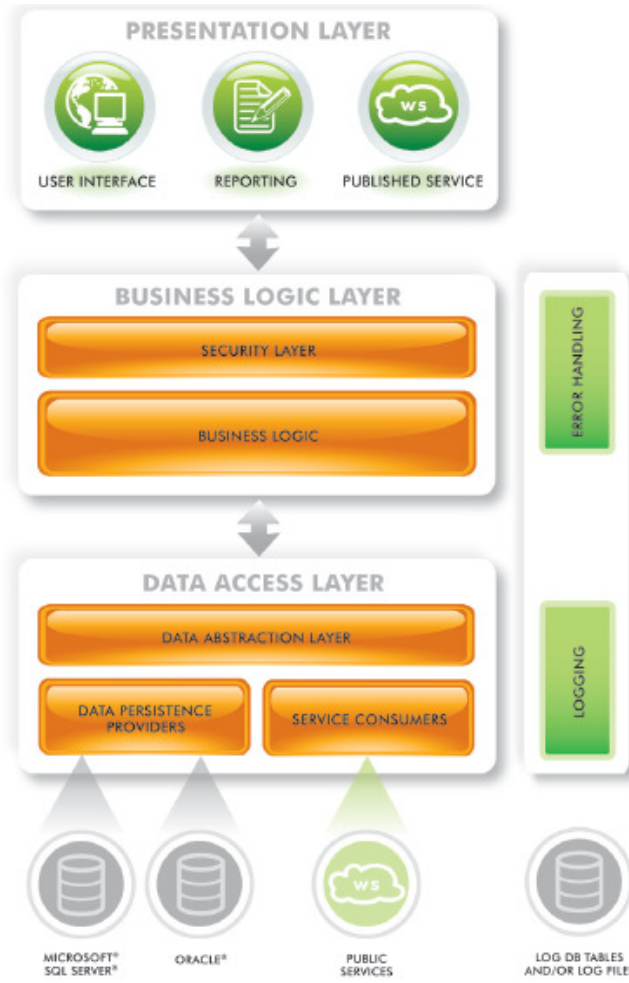 PRESENTATION LAYER
WS
USER INTERFACE
REPORTING
PUBLISHED SERVICE
BUSINESS LOGIC LAYER
SECURITY LAYER
BUSINESS LOGIC
ERROR HANDLING
DATA ACCESS LAYER
DATA ABSTRACTION LAYER
DATA PERSISTENCE
PROVIDERS
SERVICE CONSUMERS
LOGGING
WS
MICROSOFT®
SQL SERVER®
ORACLE®
PUBLIC
SERVICES
LOG DB TABLES
AND/OR LOG FILE